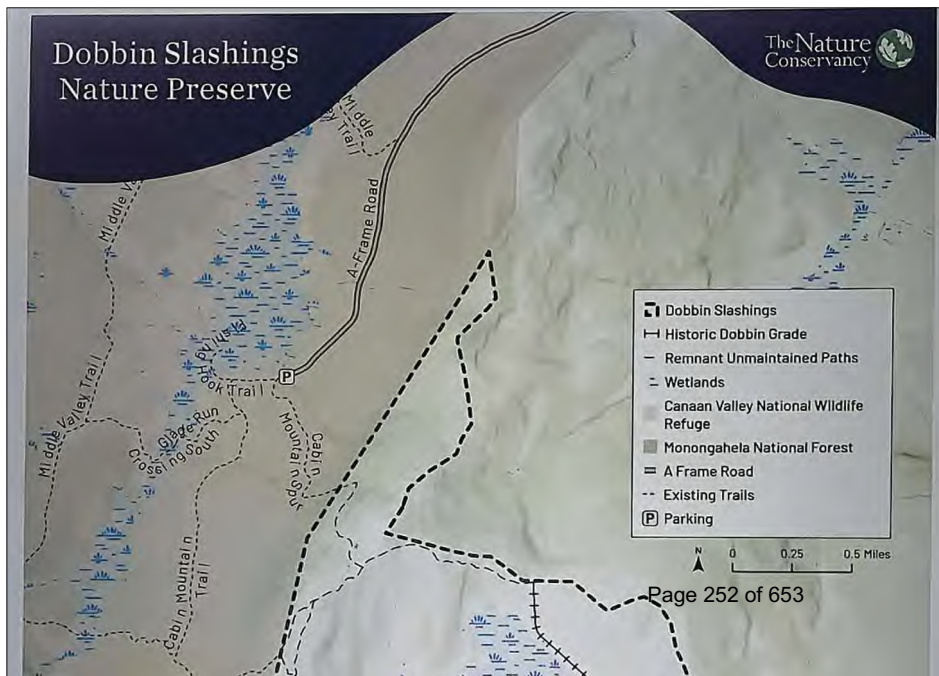 Dobbin Slashings
Nature Preserve
The Nature
Conservancy
Middle
ey Trail
Middle Va
A-Frame Road
Fishing
Hook Trail
P
Middle Valley Trail
Glade Run
Crossing South
Cabin
Mountain Spur
Cabin Mountain
Trail
Dobbin Slashings
Historic Dobbin Grade
Remnant Unmaintained Paths
Wetlands
Canaan Valley National Wildlife
Refuge
Monongahela National Forest
A Frame Road
Existing Trails
P Parking
N
0 0.25 0.5 Miles
Page 252 of 653